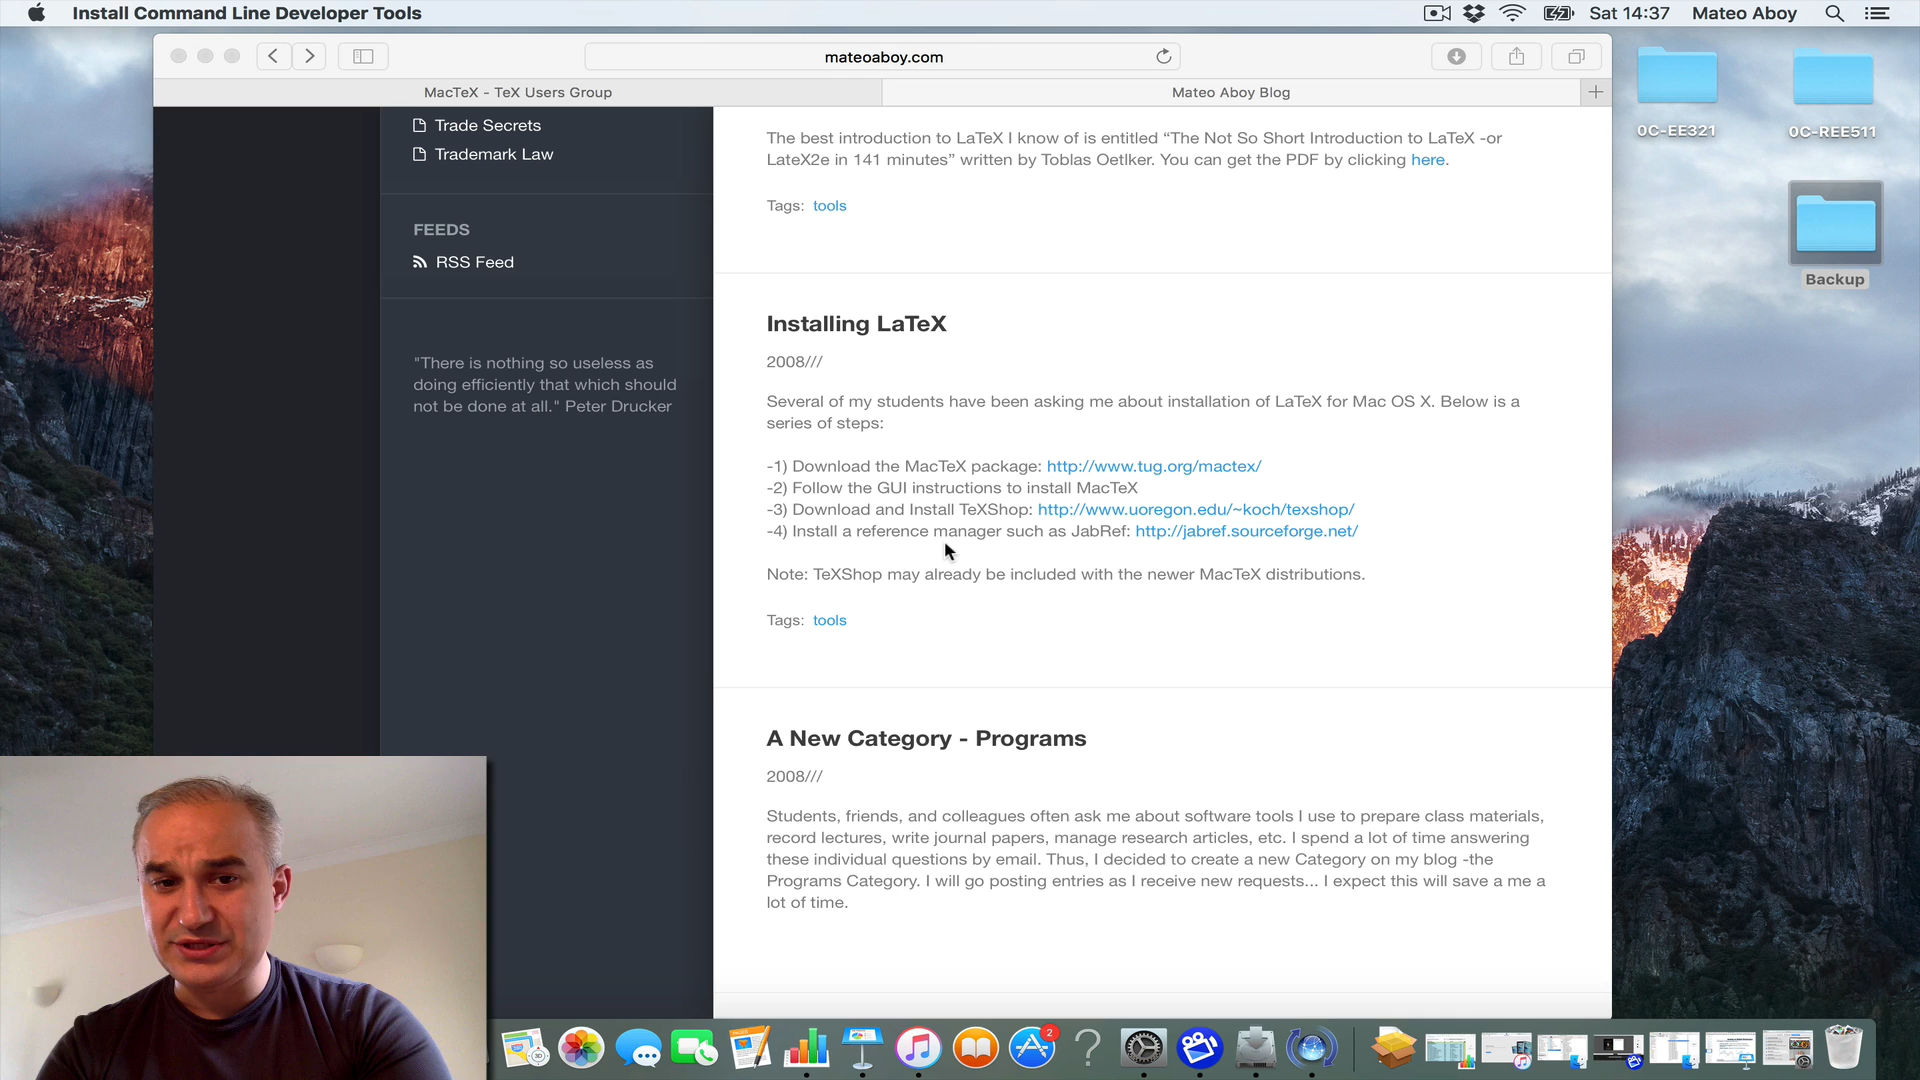 Install Command Line Developer Tools
Sat 14:37 Mateo Aboy
mateoaboy.com
MacTeX - TeX Users Group
Mateo Aboy Blog
0C-EE321
0C-REE511
Backup
Trade Secrets
Trademark Law
FEEDS
RSS Feed
"There is nothing so useless as
doing efficiently that which should
not be done at all." Peter Drucker
The best introduction to LaTeX I know of is entitled “The Not So Short Introduction to LaTeX -or
LateX2e in 141 minutes” written by Toblas Oetlker. You can get the PDF by clicking here.
Tags: tools
Installing LaTeX
2008///
Several of my students have been asking me about installation of LaTeX for Mac OS X. Below is a
series of steps:
-1) Download the MacTeX package: http://www.tug.org/mactex/
-2) Follow the GUI instructions to install MacTeX
-3) Download and Install TeXShop: http://www.uoregon.edu/~koch/texshop/
-4) Install a reference manager such as JabRef: http://jabref.sourceforge.net/
Note: TeXShop may already be included with the newer MacTeX distributions.
Tags: tools
A New Category - Programs
2008///
Students, friends, and colleagues often ask me about software tools I use to prepare class materials,
record lectures, write journal papers, manage research articles, etc. I spend a lot of time answering
these individual questions by email. Thus, I decided to create a new Category on my blog -the
Programs Category. I will go posting entries as I receive new requests... I expect this will save a me a
lot of time.
PAGES
3D
2